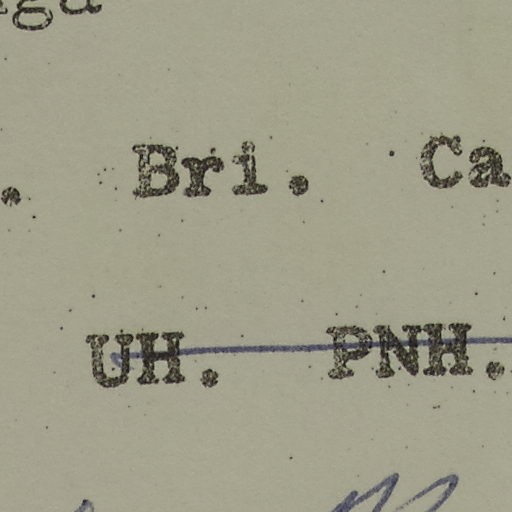 . Bri. Ca
UH. PNH.